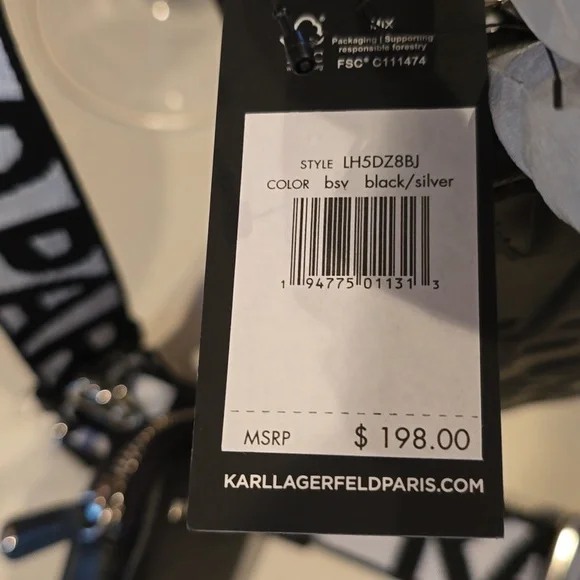 MIX
Packaging | Supporting
responsible forestry
FSC® C111474
STYLE LH5DZ8BJ
COLOR bsv black/silver
1 94775 01131 3
MSRP $ 198.00
KARLLAGERFELDPARIS.COM
PAR